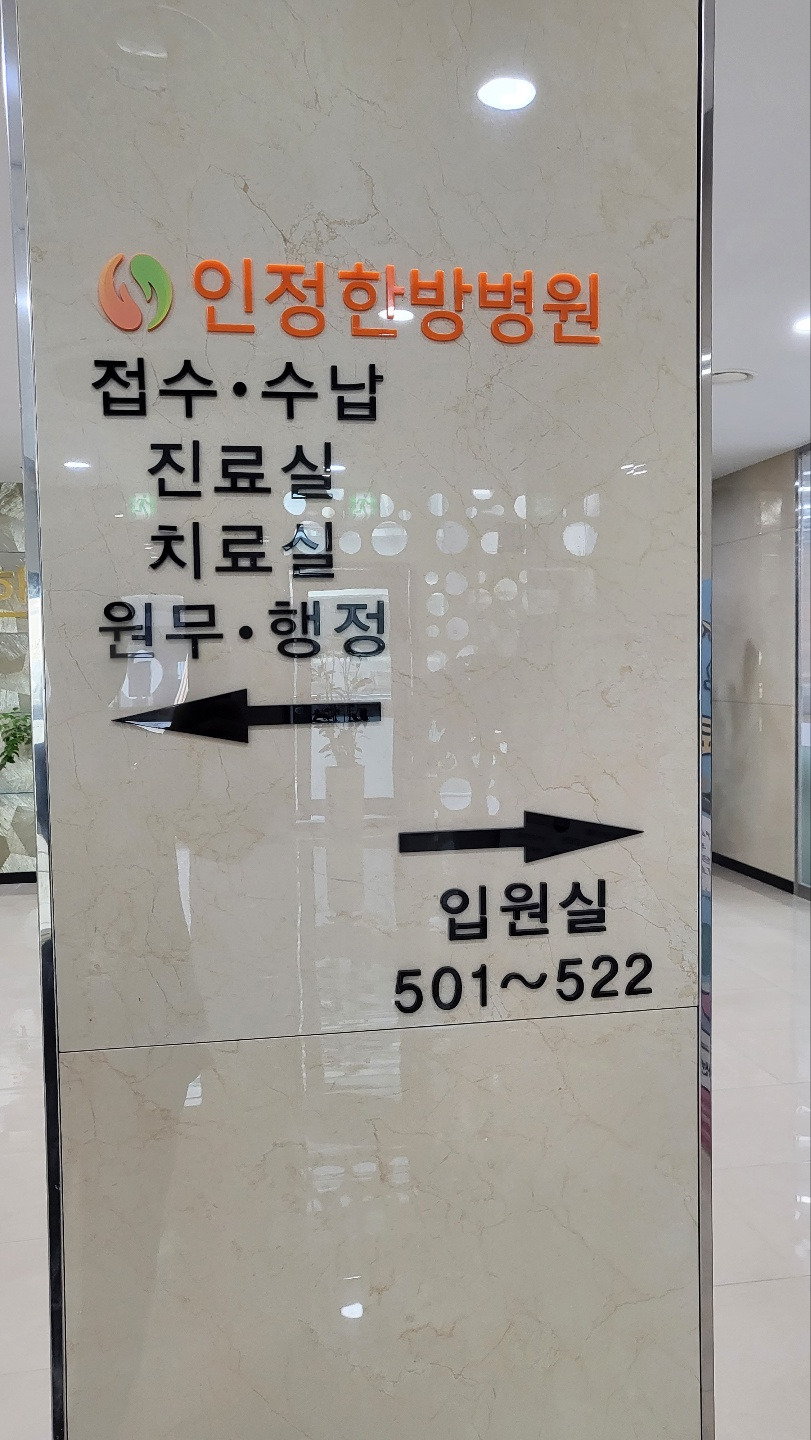 인정한방병원
접수·수납
진료실
치료실
원무·행정
입원실
501~522